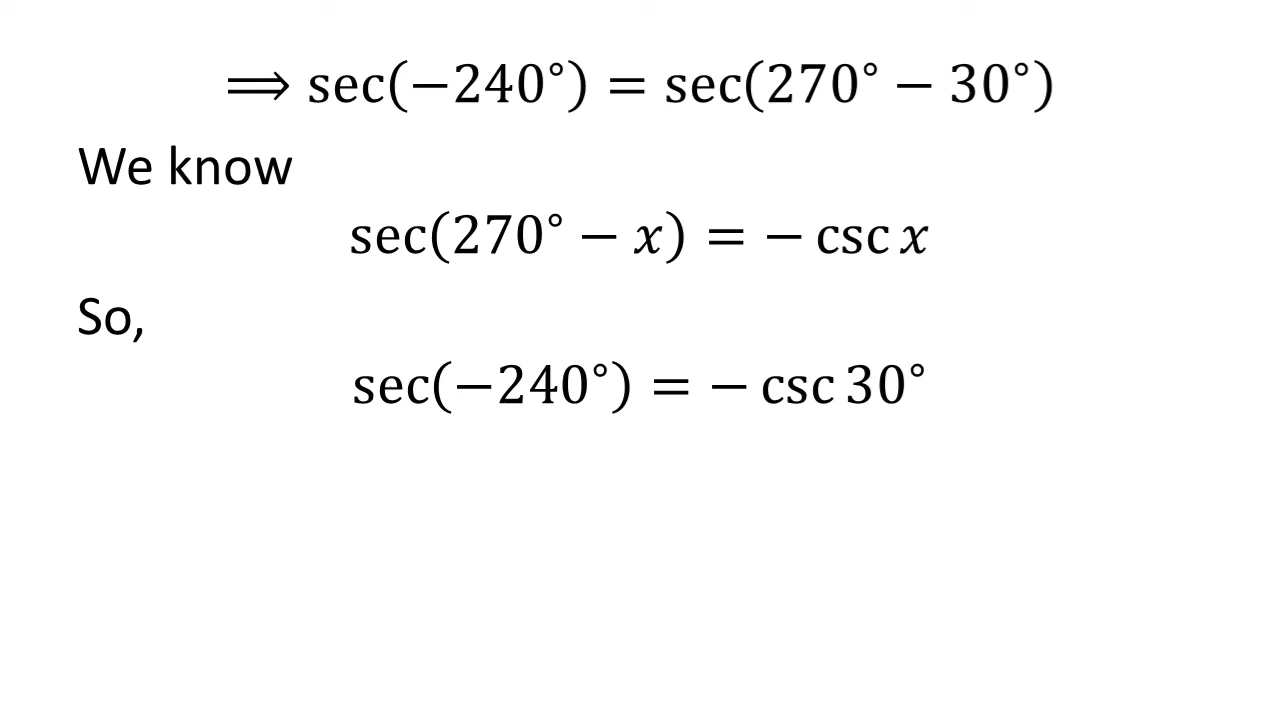 ⟹ sec(−240°) = sec(270° − 30°)
We know
sec(270° − x) = − csc x
So,
sec(−240°) = − csc 30°